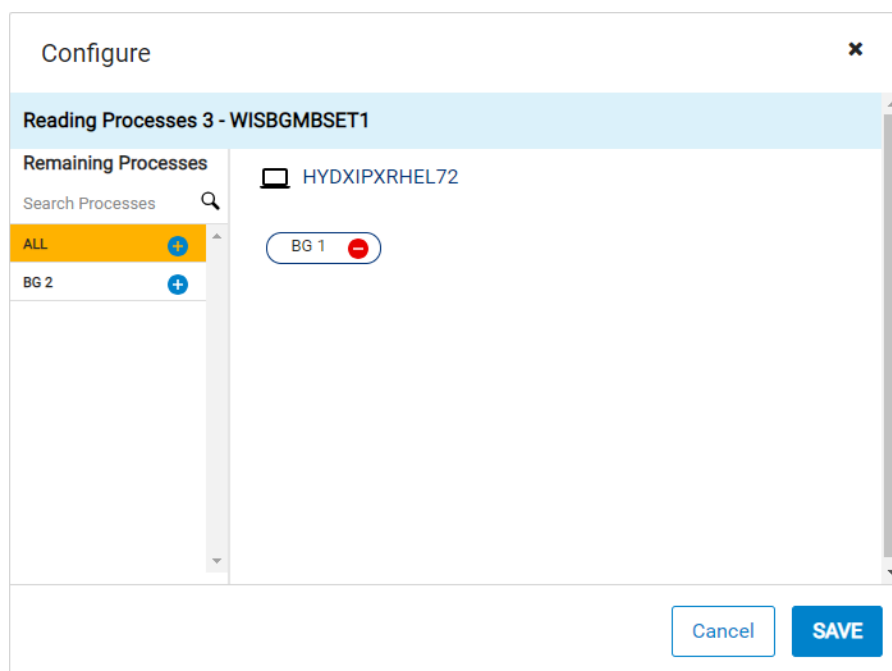 Configure
Reading Processes 3 - WISBGMBSET1
Remaining Processes
Search Processes
ALL
BG 2
HYDXIPXRHEL72
BG 1
Cancel
SAVE